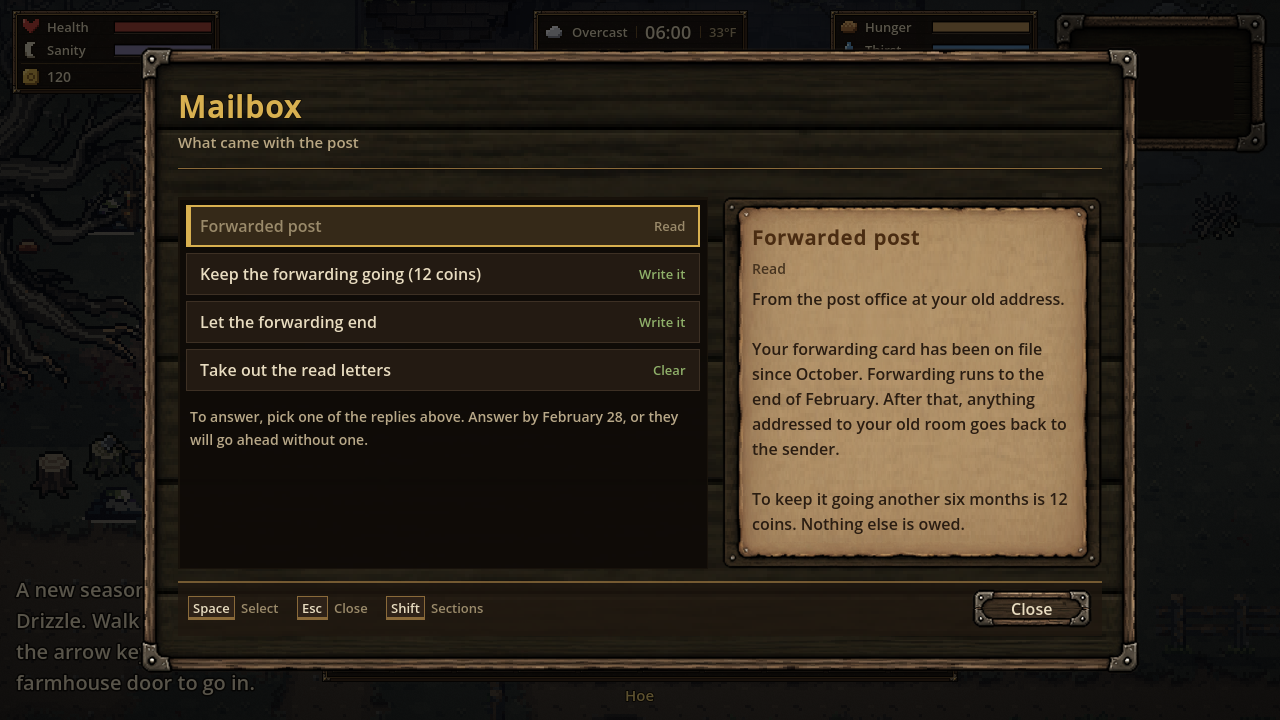 Health
Sanity
120
Overcast
06:00
33°F
Hunger
Thirst
Mailbox
What came with the post
Forwarded post
Read
Keep the forwarding going (12 coins)
Write it
Let the forwarding end
Write it
Take out the read letters
Clear
To answer, pick one of the replies above. Answer by February 28, or they
will go ahead without one.
Forwarded post
Read
From the post office at your old address.
Your forwarding card has been on file
since October. Forwarding runs to the
end of February. After that, anything
addressed to your old room goes back to
the sender.
To keep it going another six months is 12
coins. Nothing else is owed.
Space Select
Esc Close
Shift Sections
Close
A new season
Drizzle. Walk
the arrow
farmhouse door to go in.
Hoe